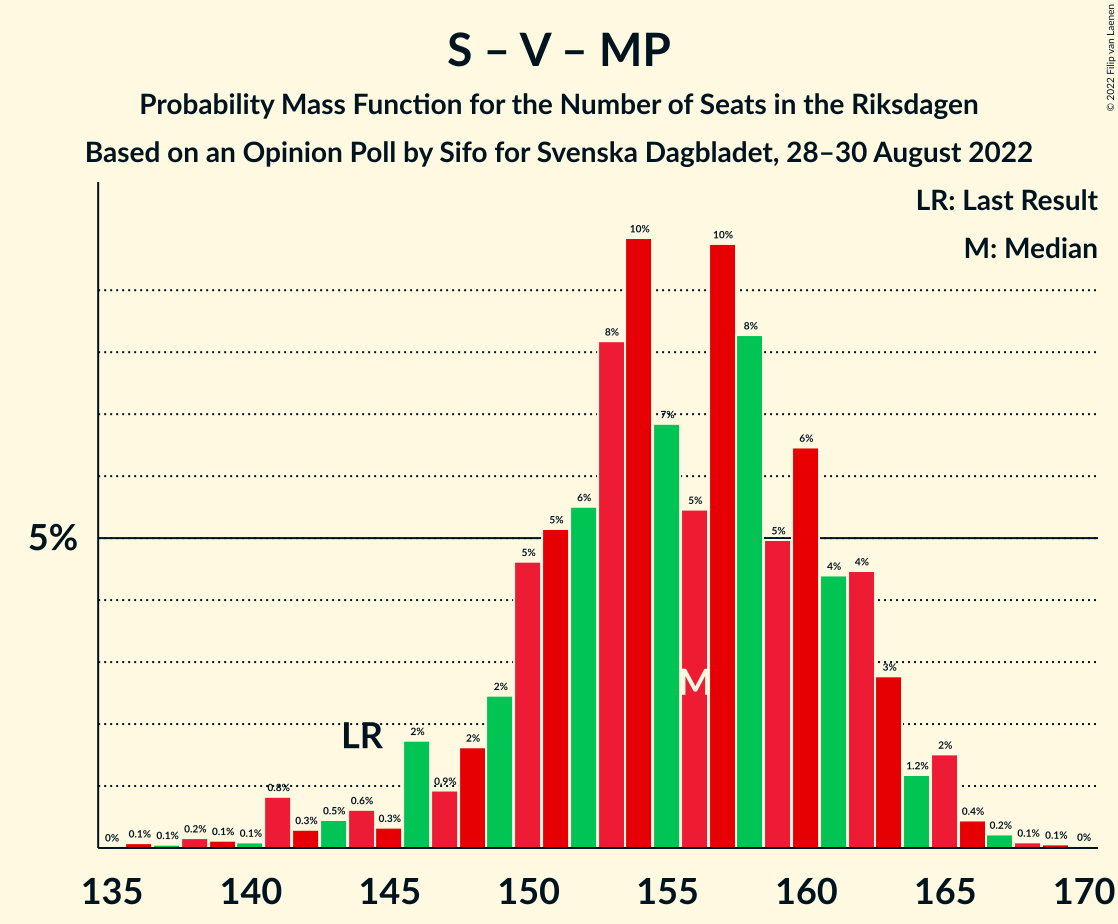 S – V – MP
Probability Mass Function for the Number of Seats in the Riksdagen
Based on an Opinion Poll by Sifo for Svenska Dagbladet, 28–30 August 2022
© 2022 Filip van Laenen
LR: Last Result
M: Median
5%
0% 0.1% 0.1% 0.2% 0.1% 0.1% 0.8% 0.3% 0.5% 0.6% 0.3% 2% 0.9% 2% 2% 5% 5% 6% 8% 10% 7% 5% 10% 8% 5% 6% 4% 4% 3% 1.2% 2% 0.4% 0.2% 0.1% 0.1% 0%
LR
M
135 140 145 150 155 160 165 170